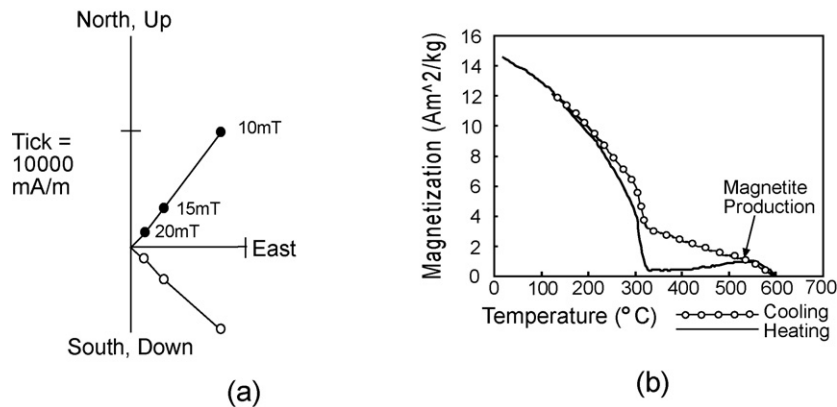 North, Up
Tick =
10000
mA/m
10mT
15mT
20mT
East
South, Down
(a)
Magnetization (Am^2/kg)
16
14
12
10
8
6
4
2
0
Magnetite
Production
0 100 200 300 400 500 600 700
Temperature (°C)
Cooling
Heating
(b)